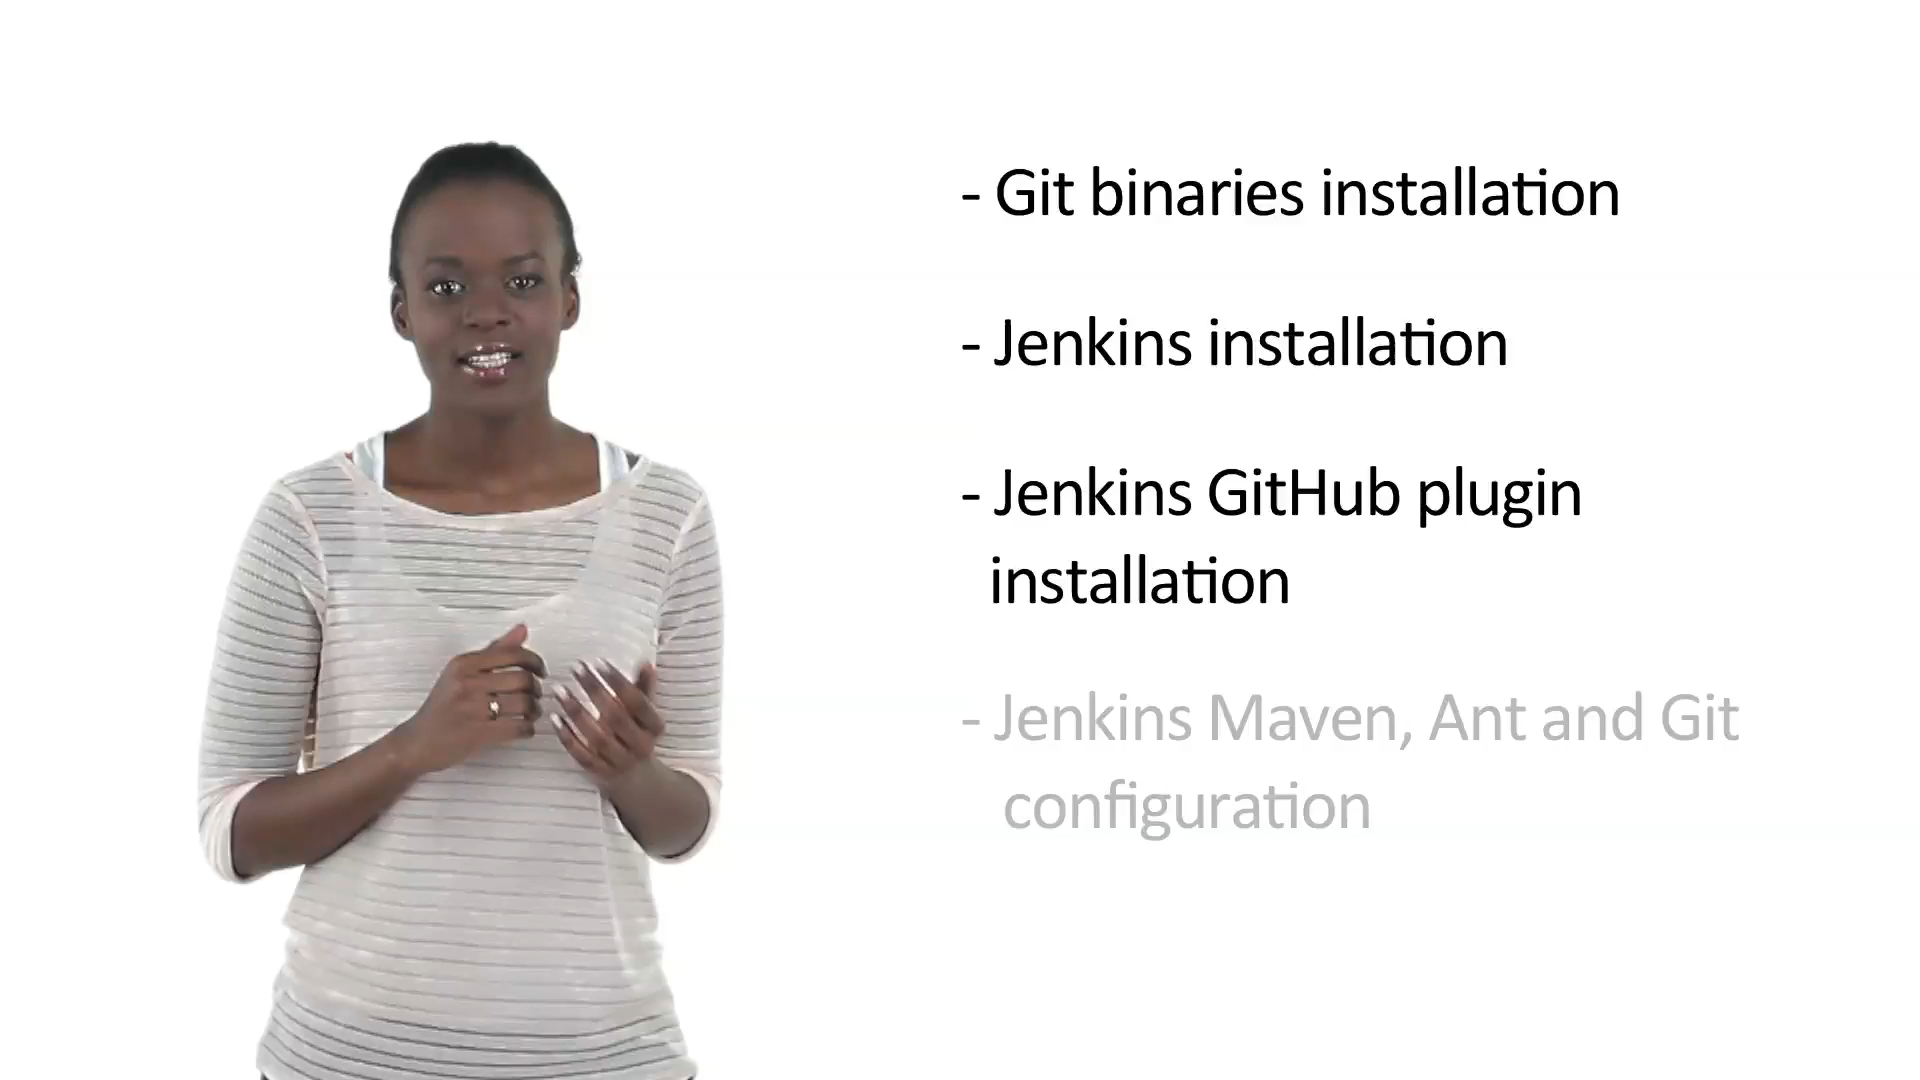 - Git binaries installation
- Jenkins installation
- Jenkins GitHub plugin
installation
- Jenkins Maven, Ant and Git
configuration